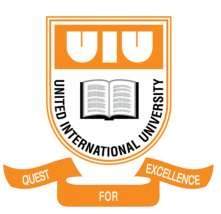 UIU
UNITED INTERNATIONAL UNIVERSITY
QUEST
FOR
EXCELLENCE